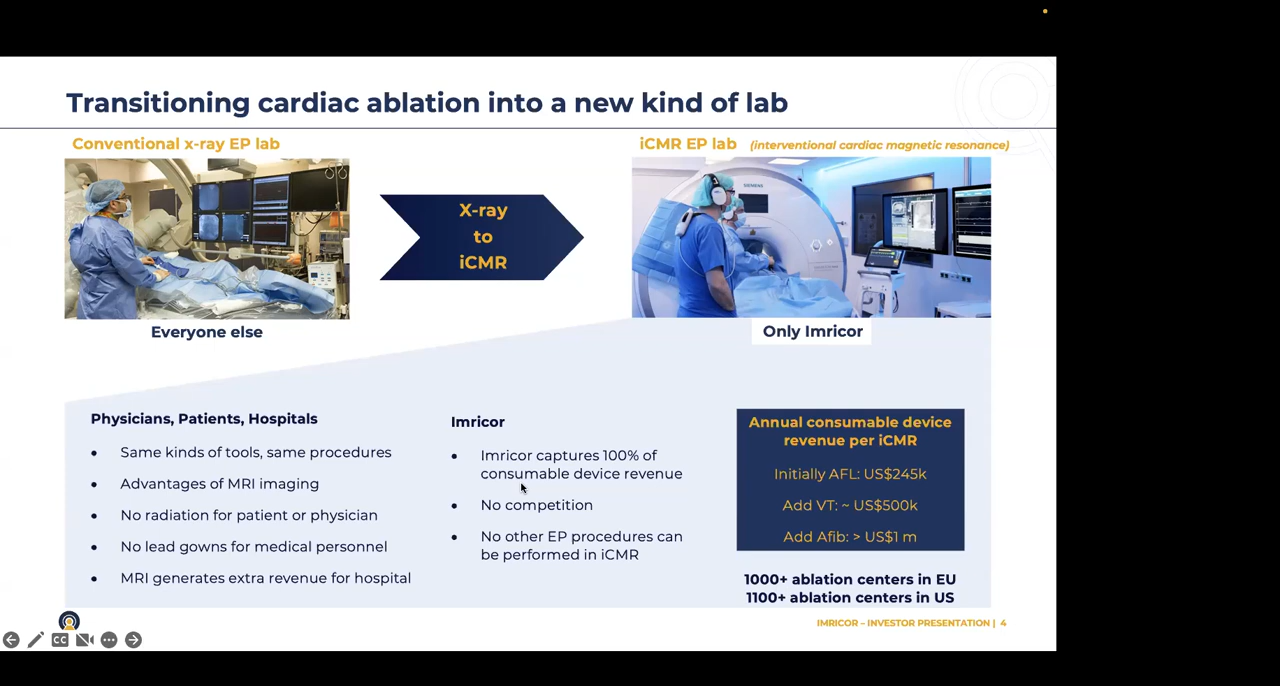 Transitioning cardiac ablation into a new kind of lab
Conventional x-ray EP lab
iCMR EP lab (interventional cardiac magnetic resonance)
SIEMENS
X-ray
to
iCMR
Everyone else
Only Imricor
Physicians, Patients, Hospitals
• Same kinds of tools, same procedures
• Advantages of MRI imaging
• No radiation for patient or physician
• No lead gowns for medical personnel
• MRI generates extra revenue for hospital
Imricor
• Imricor captures 100% of
consumable device revenue
• No competition
• No other EP procedures can
be performed in iCMR
Annual consumable device
revenue per iCMR
Initially AFL: US$245k
Add VT: ~ US$500k
Add Afib: > US$1 m
1000+ ablation centers in EU
1100+ ablation centers in US
IMRICOR – INVESTOR PRESENTATION | 4
CC